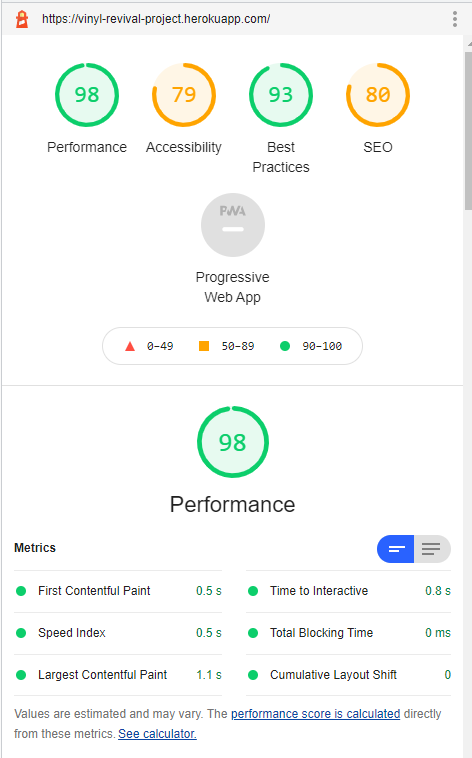 https://vinyl-revival-project.herokuapp.com/
98 79 93 80
Performance Accessibility Best Practices SEO
PWA
Progressive
Web App
0–49 50–89 90–100
98
Performance
Metrics
First Contentful Paint 0.5 s Time to Interactive 0.8 s
Speed Index 0.5 s Total Blocking Time 0 ms
Largest Contentful Paint 1.1 s Cumulative Layout Shift 0
Values are estimated and may vary. The performance score is calculated directly
from these metrics. See calculator.